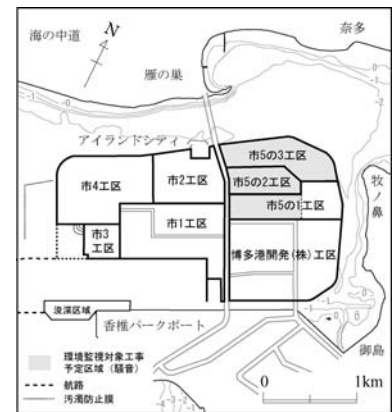 海の中道
N
奈多
雁の巣
アイランドシティ
市5の3工区
市4工区
市2工区
市5の2工区
牧の鼻
市5の1工区
市1工区
市3
工区
博多港開発(株)工区
浚渫区域
香椎パークポート
御島
環境監視対象工事
予定区域(騒音)
航路
汚濁防止膜
0
1km